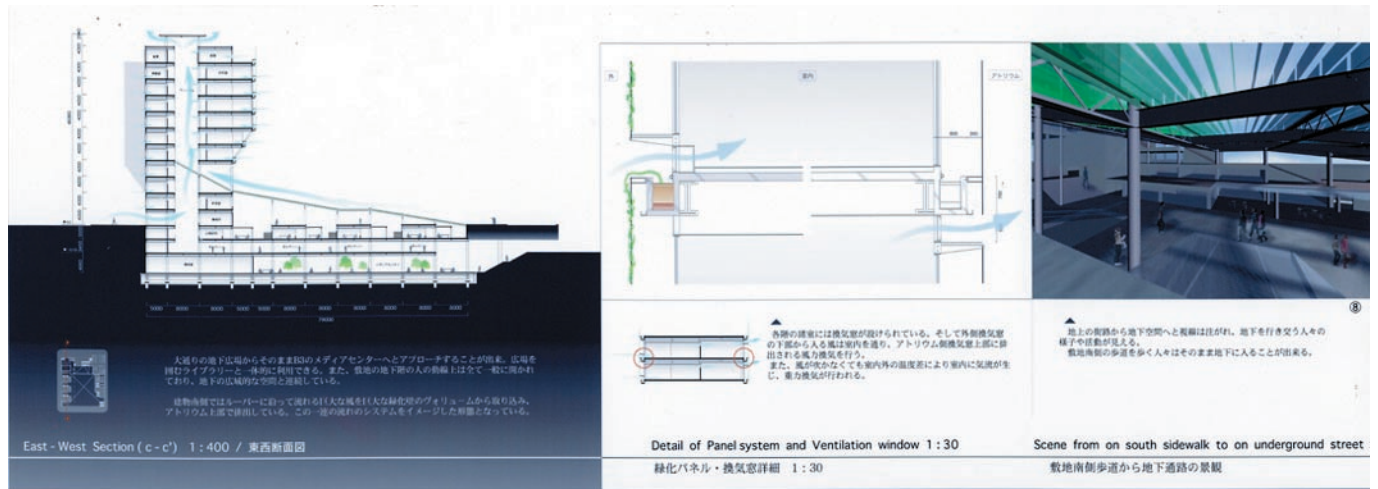 大通りの地下広場からそのままB3のメディアセンターへとアプローチすることが出来、広場を
囲むライブラリーと一体的に利用できる。また、敷地の地下階の人の動線上は全て一般に開かれ
ており、地下の広域的な空間と連続している。
建物南側ではルーバーに沿って流れる巨大な風を巨大な緑化壁のヴォリュームから取り込み、
アトリウム上部で排出している。この一連の流れのシステムをイメージした形態となっている。
East - West Section ( c - c') 1 : 400 / 東西断面図
5000 6000 8000 6000 8000 8000
79000
外
室内
アトリウム
各階の諸室には換気窓が設けられている。そして外側換気窓
の下部から入る風は室内を通り、アトリウム側換気窓上部に排
出される風力換気を行う。
また、風が吹かなくても室内外の温度差により室内に気流が生
じ、重力換気が行われる。
Detail of Panel system and Ventilation window 1 : 30
緑化パネル・換気窓詳細 1 : 30
⑧
地上の街路から地下空間へと視線は注がれ、地下を行き交う人々の
様子や活動が見える。
敷地南側の歩道を歩く人々はそのまま地下に入ることが出来る。
Scene from on south sidewalk to on underground street
敷地南側歩道から地下通路の景観